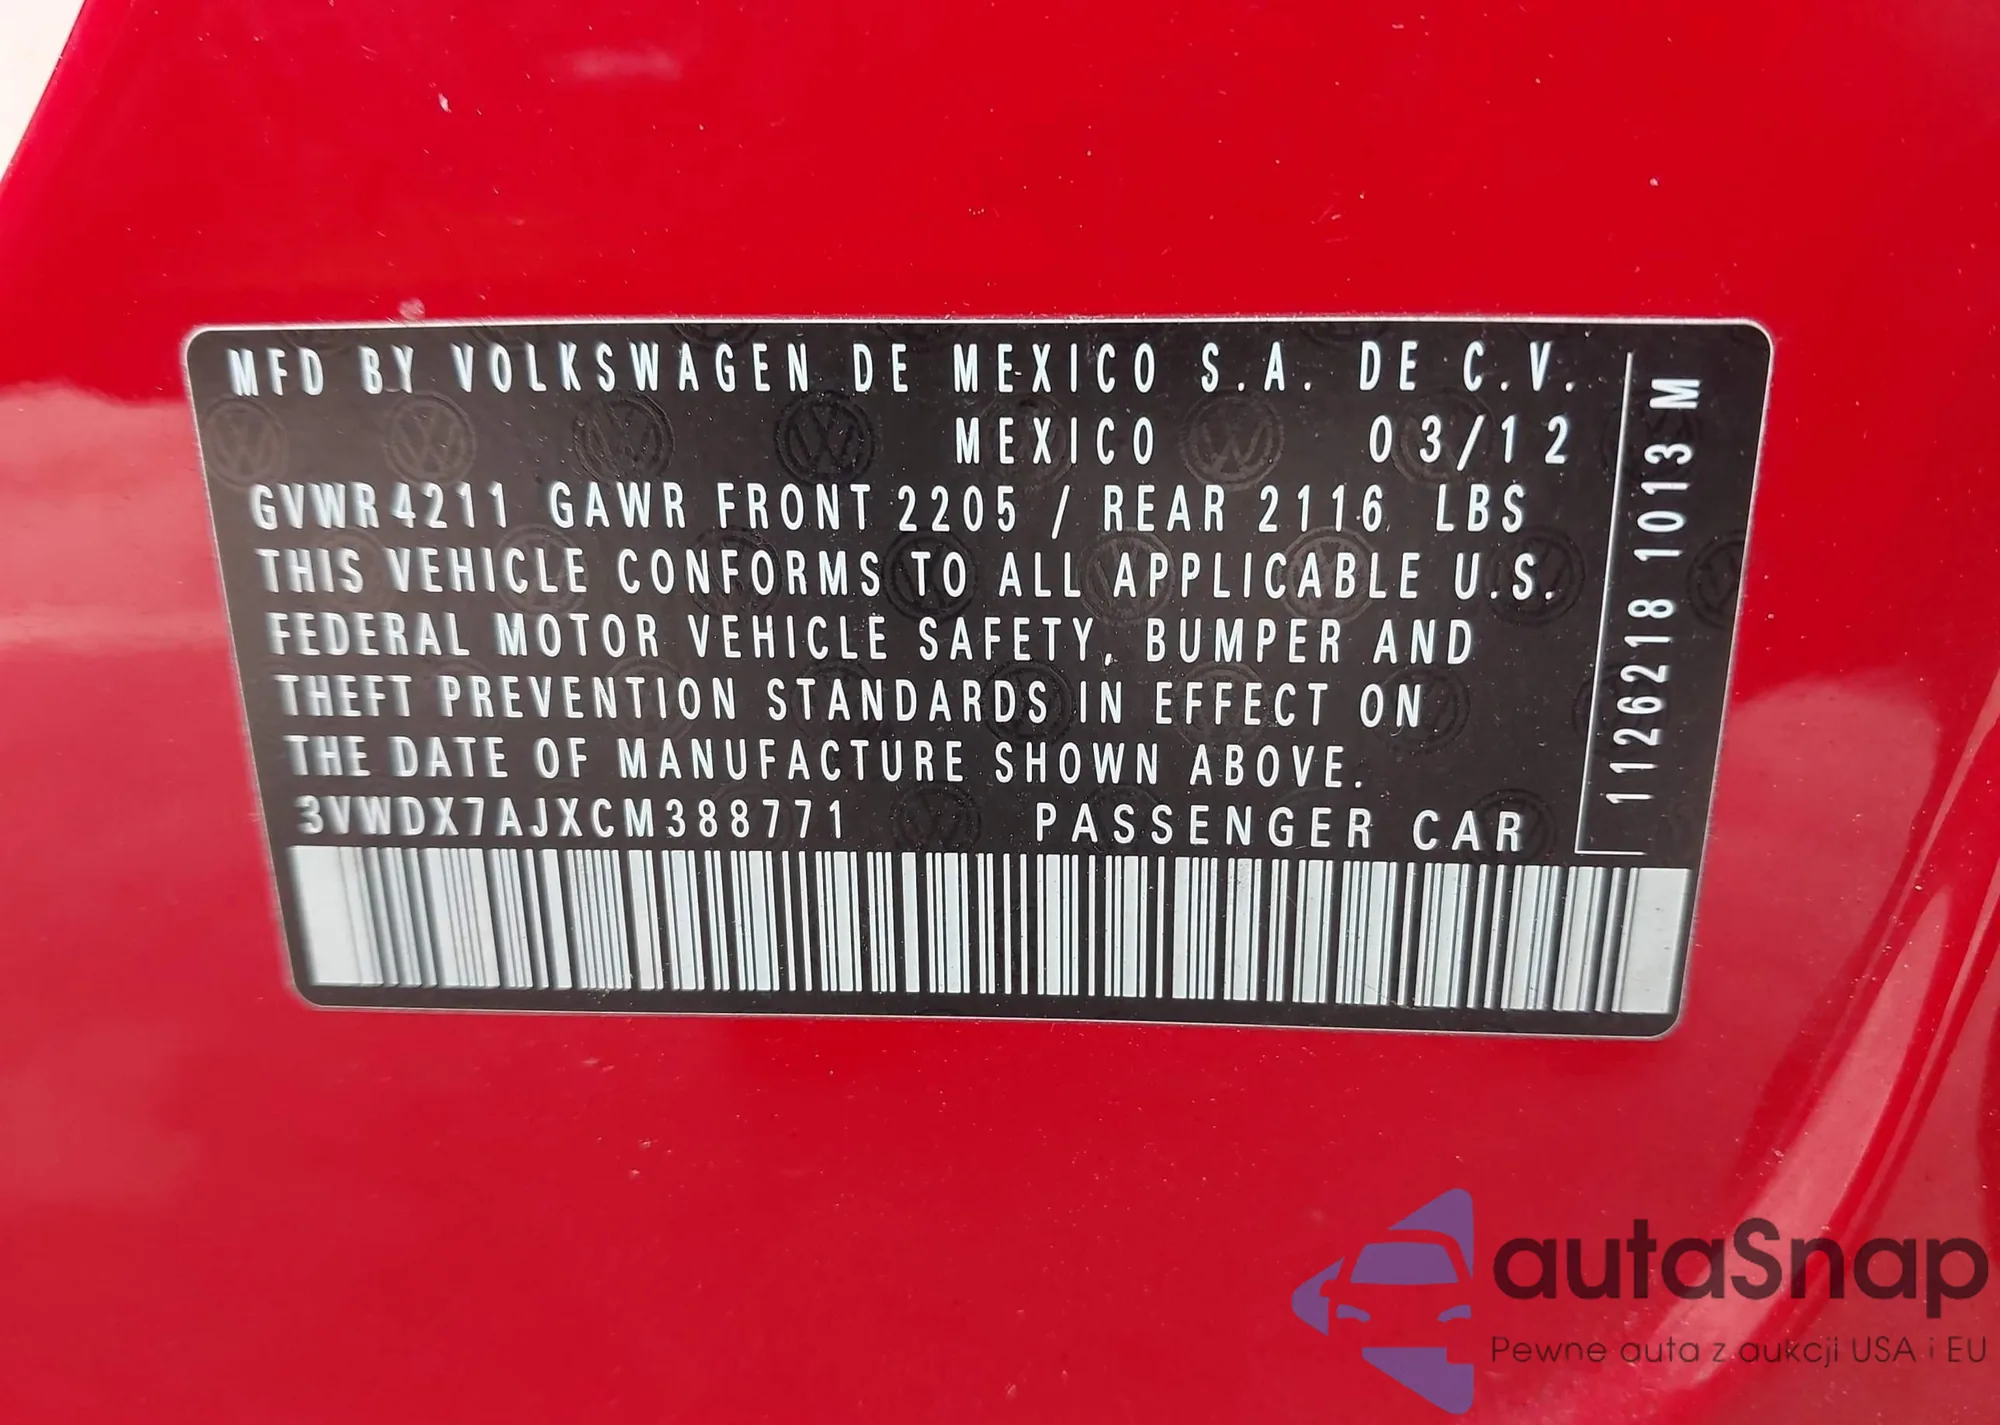 MFD BY VOLKSWAGEN DE MEXICO S.A. DE C.V.
MEXICO 03/12
GVWR 4211 GAWR FRONT 2205 / REAR 2116 LBS
THIS VEHICLE CONFORMS TO ALL APPLICABLE U.S.
FEDERAL MOTOR VEHICLE SAFETY, BUMPER AND
THEFT PREVENTION STANDARDS IN EFFECT ON
THE DATE OF MANUFACTURE SHOWN ABOVE.
3VWDX7AJXCM388771 PASSENGER CAR
1126218 1013 M
autaSnap
Pewne auta z aukcji USA i EU